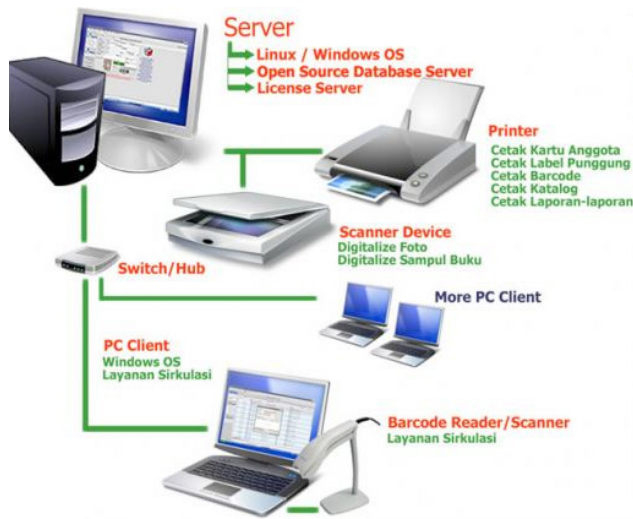 Server
Linux / Windows OS
Open Source Database Server
License Server
Printer
Cetak Kartu Anggota
Cetak Label Punggung
Cetak Barcode
Cetak Katalog
Cetak Laporan-laporan
Scanner Device
Digitalize Foto
Digitalize Sampul Buku
Switch/Hub
More PC Client
PC Client
Windows OS
Layanan Sirkulasi
Barcode Reader/Scanner
Layanan Sirkulasi